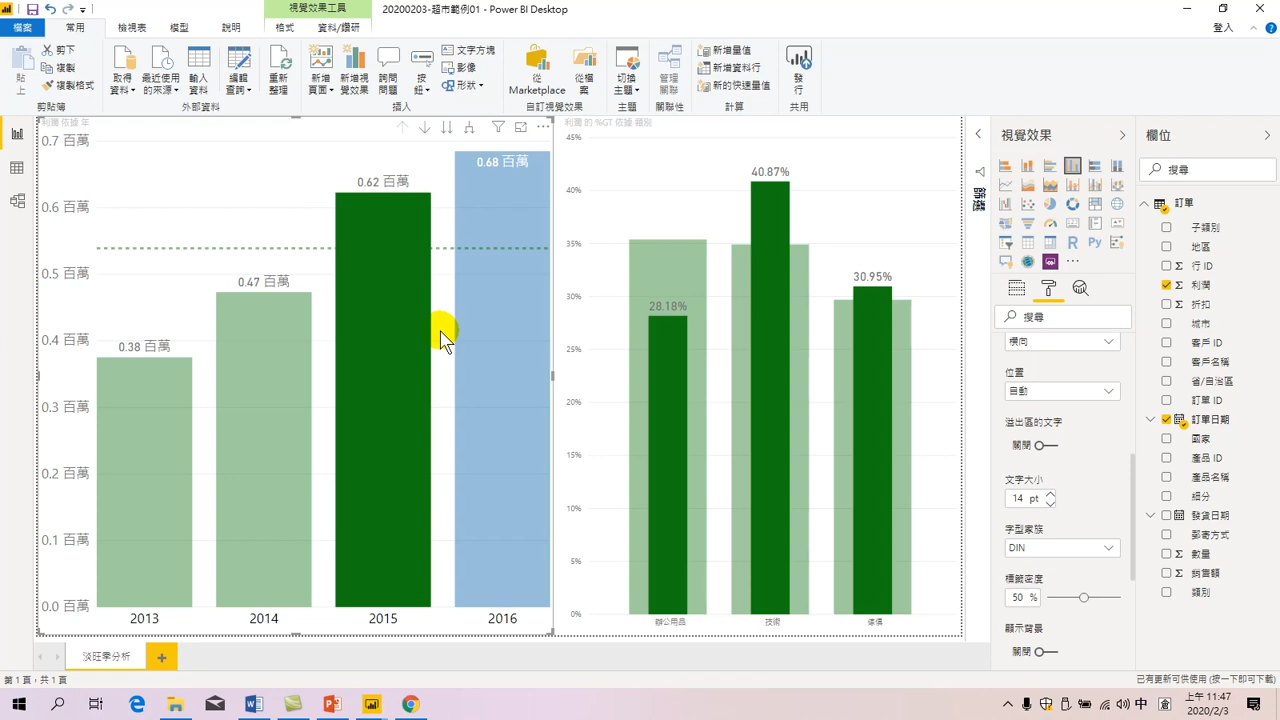 視覺效果工具
20200203-超市範例01 - Power BI Desktop
檔案
常用
檢視表
模型
說明
格式
資料/鑽研
登入
貼上
剪下
複製
複製格式
剪貼簿
取得資料
最近使用的來源
輸入資料
編輯查詢
外部資料
重新整理
新增頁面
新增視覺效果
詢問問題
按鈕
文字方塊
影像
形狀
插入
從 Marketplace
從檔案
自訂視覺效果
切換主題
主題
管理關聯
關聯性
新增量值
新增資料行
新的快速量值
計算
發行
共用
利潤 依據 年
0.7 百萬
0.6 百萬
0.5 百萬
0.4 百萬
0.3 百萬
0.2 百萬
0.1 百萬
0.0 百萬
0.38 百萬
0.47 百萬
0.62 百萬
0.68 百萬
2013
2014
2015
2016
利潤 的 %GT 依據 類別
45%
40%
35%
30%
25%
20%
15%
10%
5%
0%
28.18%
40.87%
30.95%
辦公用品
技術
傢俱
篩選
視覺效果
R
Py
搜尋
橫向
位置
自動
溢出區的文字
關閉
文字大小
14 pt
字型家族
DIN
標籤密度
50 %
顯示背景
關閉
欄位
搜尋
訂單
子類別
地區
Σ 行 ID
Σ 利潤
Σ 折扣
城市
客戶 ID
客戶名稱
省/自治區
訂單 ID
訂單日期
國家
產品 ID
產品名稱
細分
發貨日期
郵寄方式
Σ 數量
Σ 銷售額
類別
淡旺季分析
第 1 頁，共 1 頁
已有更新可供使用 (按一下即可下載)
中
上午 11:47
2020/2/3